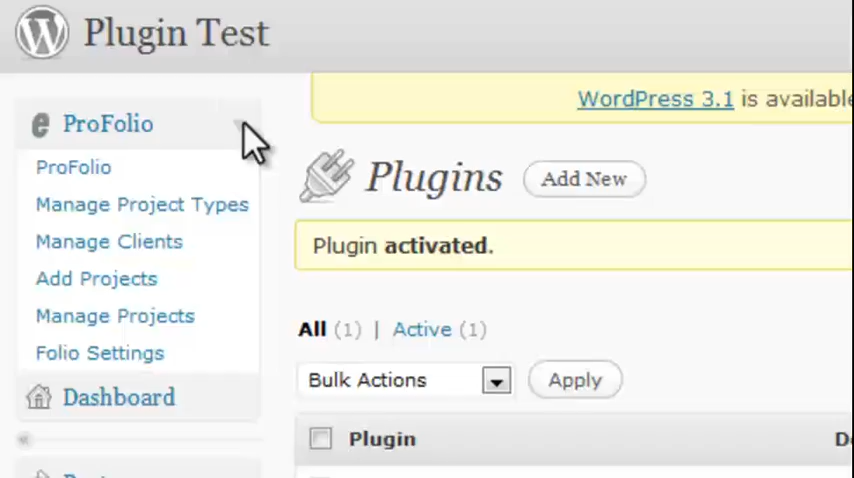 Plugin Test
WordPress 3.1 is available
ProFolio
ProFolio
Manage Project Types
Manage Clients
Add Projects
Manage Projects
Folio Settings
Dashboard
Plugins Add New
Plugin activated.
All (1) | Active (1)
Bulk Actions Apply
Plugin